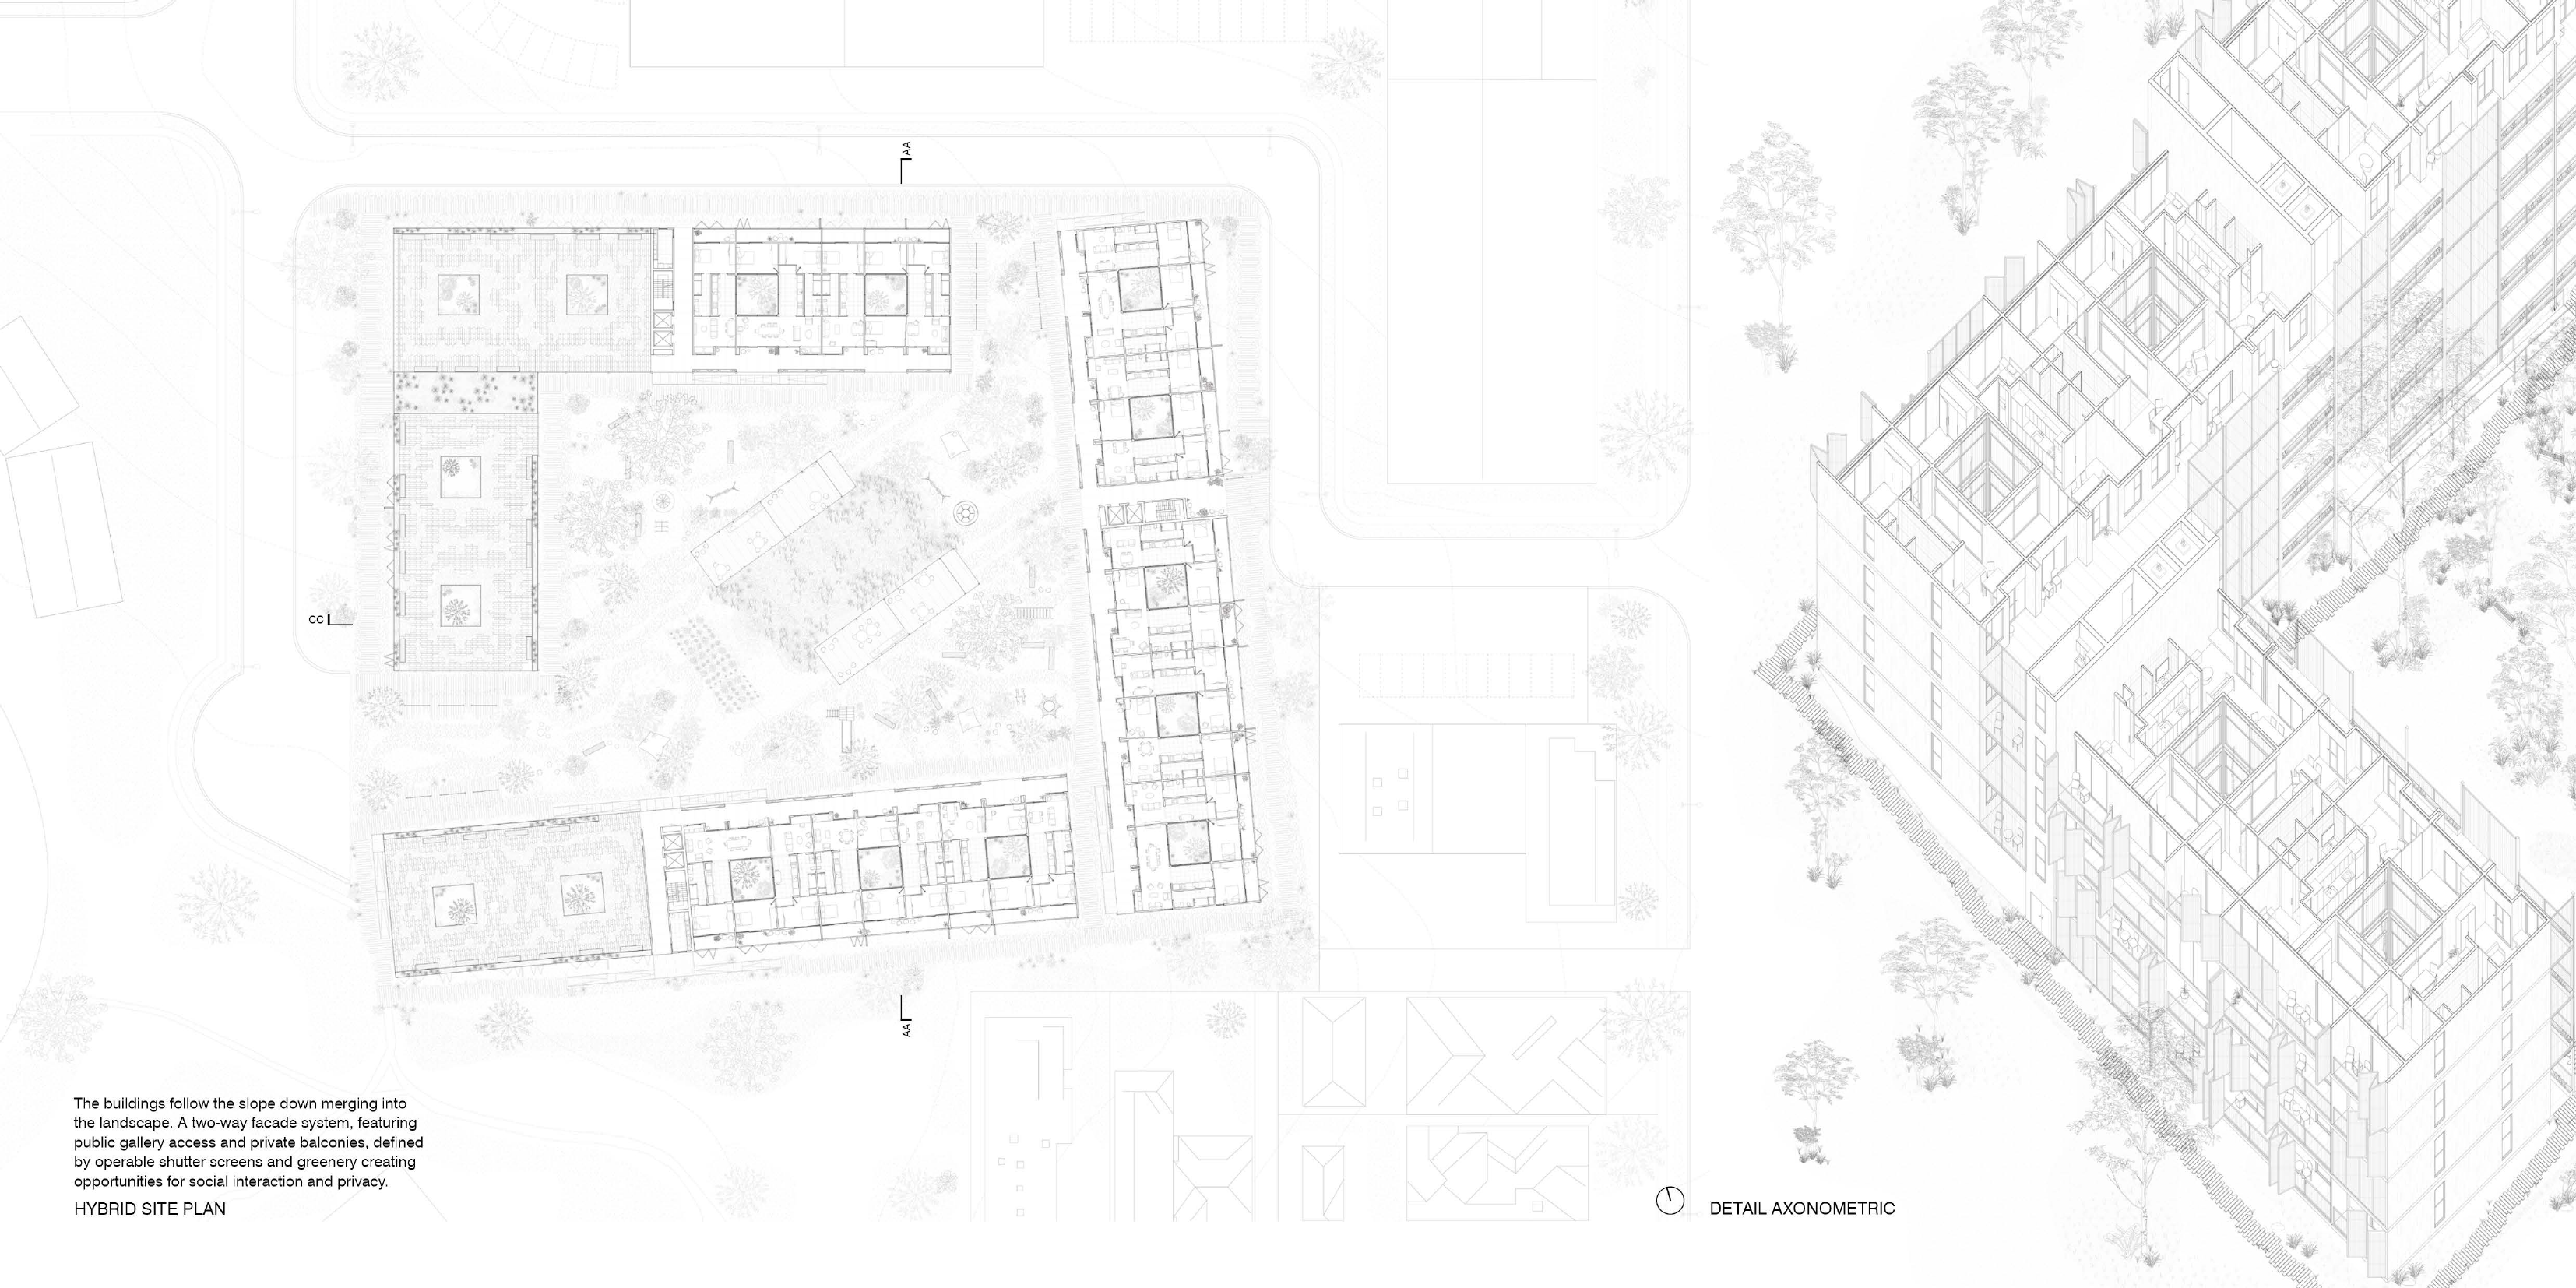 AA
CC
AA
The buildings follow the slope down merging into
the landscape. A two-way facade system, featuring
public gallery access and private balconies, defined
by operable shutter screens and greenery creating
opportunities for social interaction and privacy.
HYBRID SITE PLAN
DETAIL AXONOMETRIC